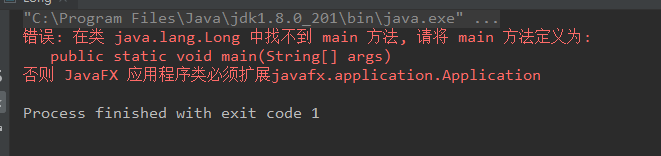 Long
"C:\Program Files\Java\jdk1.8.0_201\bin\java.exe" ...
错误: 在类 java.lang.Long 中找不到 main 方法, 请将 main 方法定义为:
   public static void main(String[] args)
否则 JavaFX 应用程序类必须扩展javafx.application.Application
Process finished with exit code 1